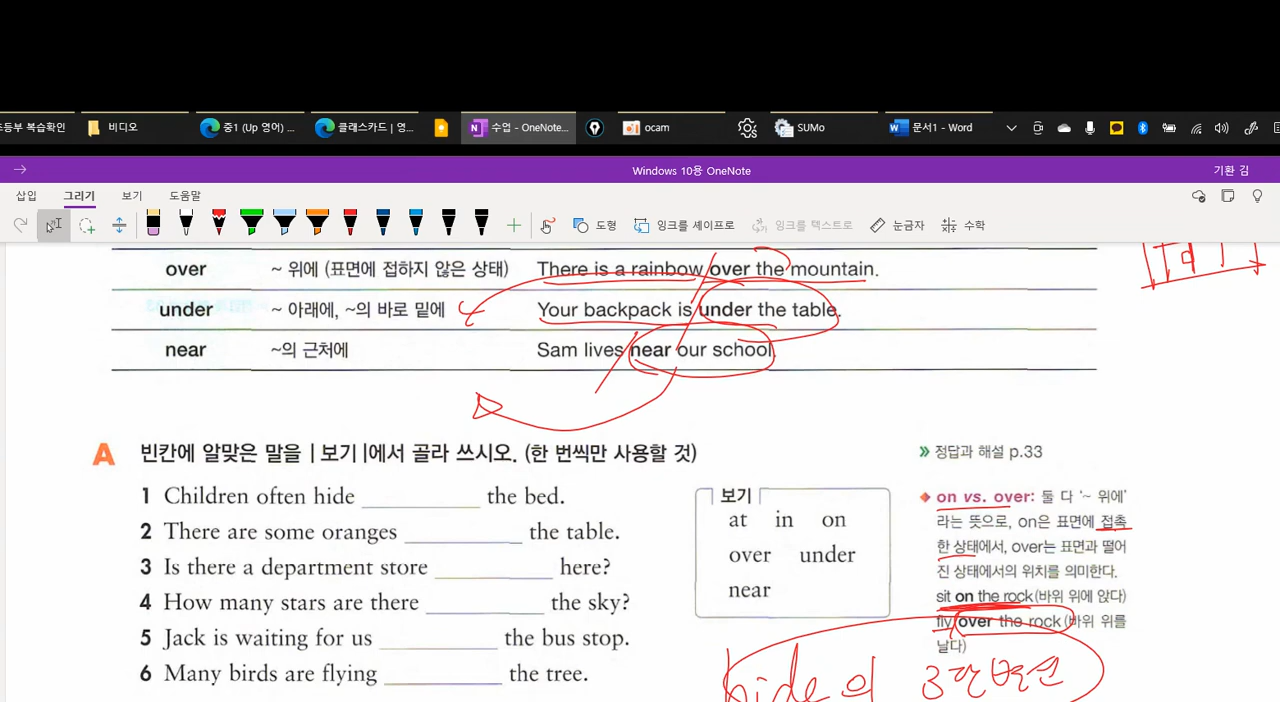 초등부 복습확인 비디오 중1 (Up 영어) ... 클래스카드 | 영... 수업 - OneNote... ocam SUMo 문서1 - Word
Windows 10용 OneNote 기환 김
삽입 그리기 보기 도움말
도형 잉크를 셰이프로 잉크를 텍스트로 눈금자 수학
over ~ 위에 (표면에 접하지 않은 상태) There is a rainbow over the mountain.
under ~ 아래에, ~의 바로 밑에 Your backpack is under the table.
near ~의 근처에 Sam lives near our school.
A 빈칸에 알맞은 말을 | 보기 |에서 골라 쓰시오. (한 번씩만 사용할 것)
1 Children often hide ____ the bed.
2 There are some oranges ____ the table.
3 Is there a department store ____ here?
4 How many stars are there ____ the sky?
5 Jack is waiting for us ____ the bus stop.
6 Many birds are flying ____ the tree.
보기
at in on
over under
near
» 정답과 해설 p.33
on vs. over: 둘 다 '~ 위에'
라는 뜻으로, on은 표면에 접촉
한 상태에서, over는 표면과 떨어
진 상태에서의 위치를 의미한다.
sit on the rock(바위 위에 앉다)
fly over the rock(바위 위를
날다)
hide의 3단변현